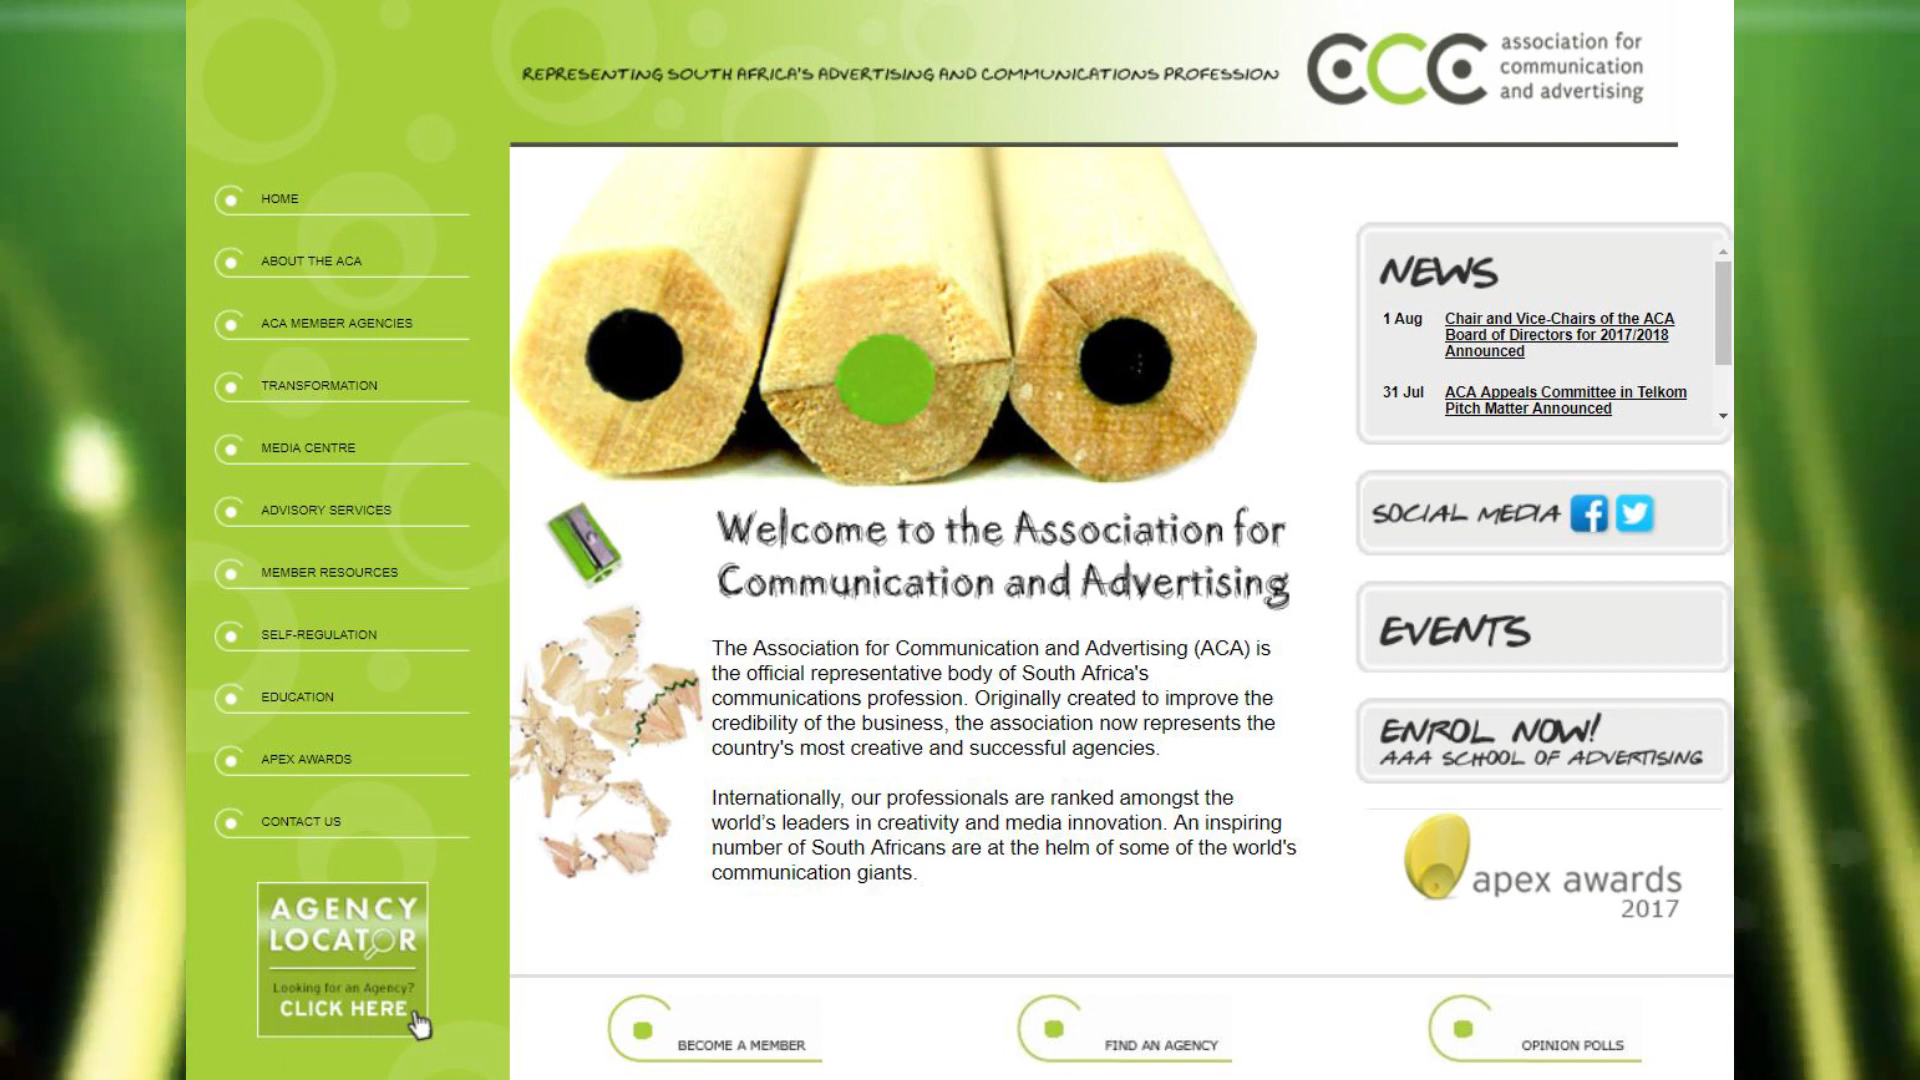 REPRESENTING SOUTH AFRICA'S ADVERTISING AND COMMUNICATIONS PROFESSION
aca
association for
communication
and advertising
HOME
ABOUT THE ACA
ACA MEMBER AGENCIES
TRANSFORMATION
MEDIA CENTRE
ADVISORY SERVICES
MEMBER RESOURCES
SELF-REGULATION
EDUCATION
APEX AWARDS
CONTACT US
AGENCY
LOCATOR
Looking for an Agency?
CLICK HERE
Welcome to the Association for
Communication and Advertising
The Association for Communication and Advertising (ACA) is
the official representative body of South Africa's
communications profession. Originally created to improve the
credibility of the business, the association now represents the
country's most creative and successful agencies.
Internationally, our professionals are ranked amongst the
world’s leaders in creativity and media innovation. An inspiring
number of South Africans are at the helm of some of the world's
communication giants.
NEWS
1 Aug Chair and Vice-Chairs of the ACA
Board of Directors for 2017/2018
Announced
31 Jul ACA Appeals Committee in Telkom
Pitch Matter Announced
SOCIAL MEDIA
EVENTS
ENROL NOW!
AAA SCHOOL OF ADVERTISING
apex awards
2017
BECOME A MEMBER
FIND AN AGENCY
OPINION POLLS